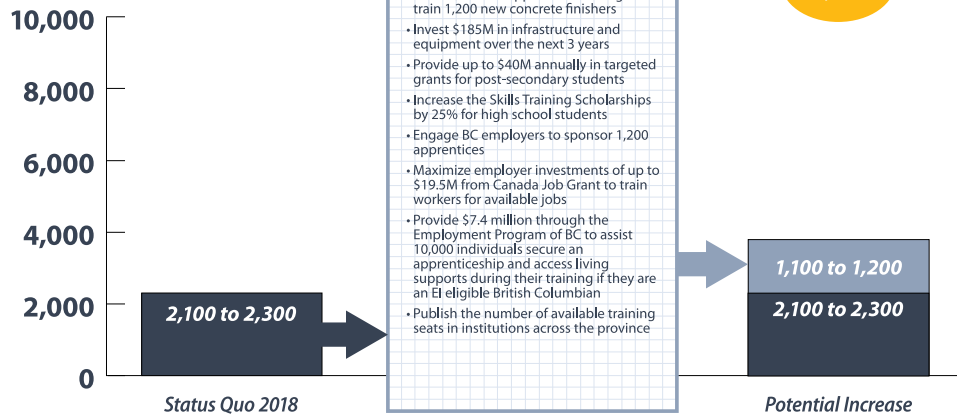 train 1,200 new concrete finishers
• Invest $185M in infrastructure and
equipment over the next 3 years
• Provide up to $40M annually in targeted
grants for post-secondary students
• Increase the Skills Training Scholarships
by 25% for high school students
• Engage BC employers to sponsor 1,200
apprentices
• Maximize employer investments of up to
$19.5M from Canada Job Grant to train
workers for available jobs
• Provide $7.4 million through the
Employment Program of BC to assist
10,000 individuals secure an
apprenticeship and access living
supports during their training if they are
an EI eligible British Columbian
• Publish the number of available training
seats in institutions across the province
10,000
8,000
6,000
4,000
2,000
0
2,100 to 2,300
1,100 to 1,200
2,100 to 2,300
Status Quo 2018
Potential Increase